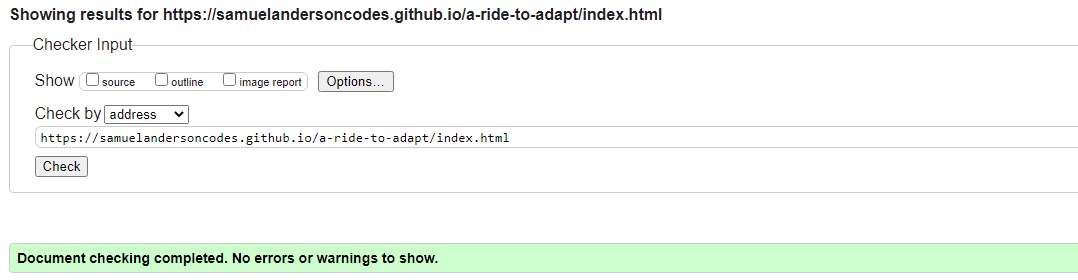 Showing results for https://samuelandersoncodes.github.io/a-ride-to-adapt/index.html
Checker Input
Show source outline image report Options...
Check by address
https://samuelandersoncodes.github.io/a-ride-to-adapt/index.html
Check
Document checking completed. No errors or warnings to show.